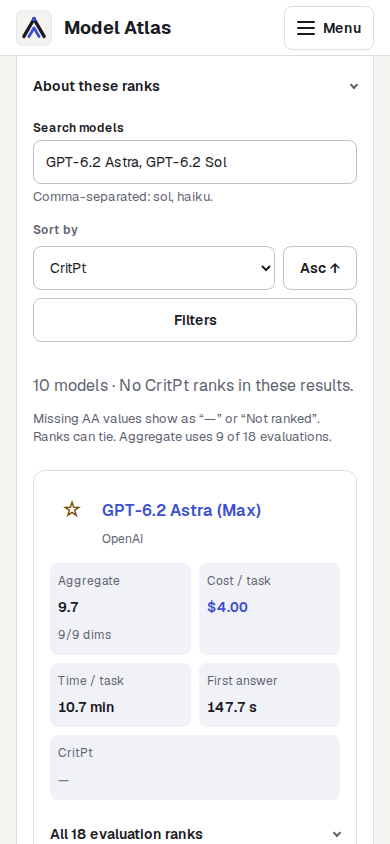 Model Atlas
Menu
About these ranks
Search models
GPT-6.2 Astra, GPT-6.2 Sol
Comma-separated: sol, haiku.
Sort by
CritPt
Asc ↑
Filters
10 models · No CritPt ranks in these results.
Missing AA values show as “—” or “Not ranked”.
Ranks can tie. Aggregate uses 9 of 18 evaluations.
☆ GPT-6.2 Astra (Max)
OpenAI
Aggregate
9.7
9/9 dims
Cost / task
$4.00
Time / task
10.7 min
First answer
147.7 s
CritPt
—
All 18 evaluation ranks